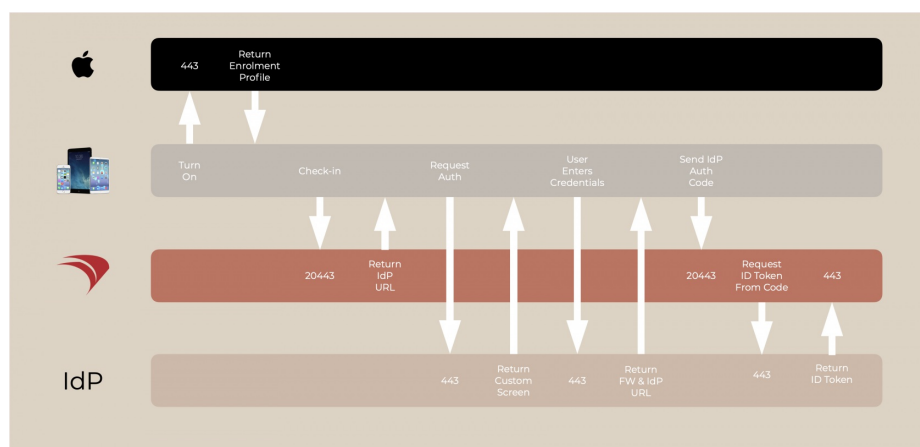 443
Return
Enrolment
Profile
Turn
On
Check-in
Request
Auth
User
Enters
Credentials
Send IdP
Auth
Code
20443
Return
IdP
URL
20443
Request
ID Token
From Code
443
IdP
443
Return
Custom
Screen
443
Return
FW & IdP
URL
443
Return
ID Token